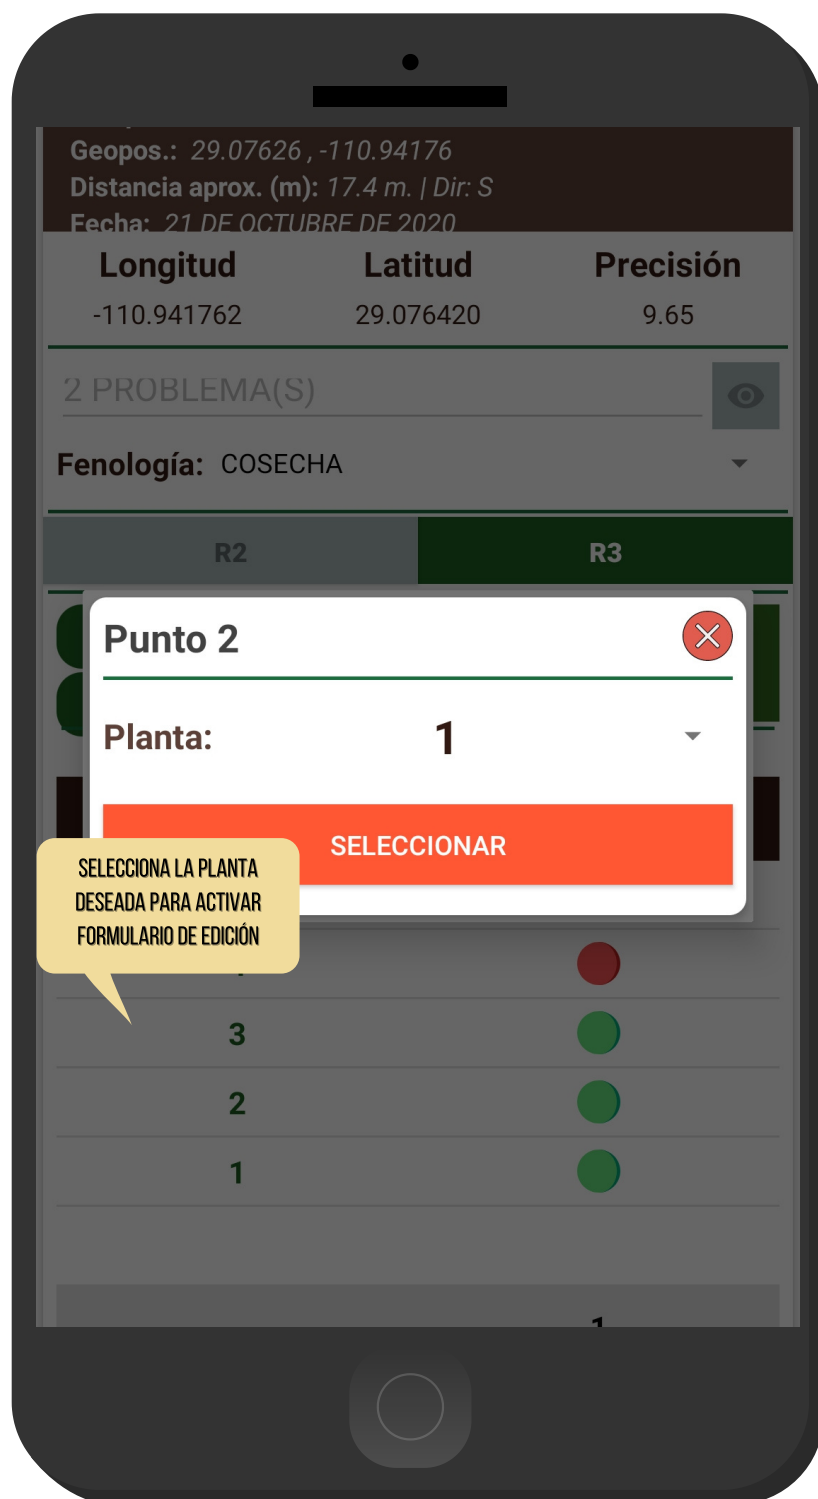 Geopos.: 29.07626 , -110.94176
Distancia aprox. (m): 17.4 m. | Dir: S
Fecha: 21 DE OCTUBRE DE 2020
Longitud Latitud Precisión
-110.941762 29.076420 9.65
2 PROBLEMA(S)
Fenología: COSECHA
R2 R3
Punto 2
Planta: 1
SELECCIONAR
SELECCIONA LA PLANTA
DESEADA PARA ACTIVAR
FORMULARIO DE EDICIÓN
3
2
1
1